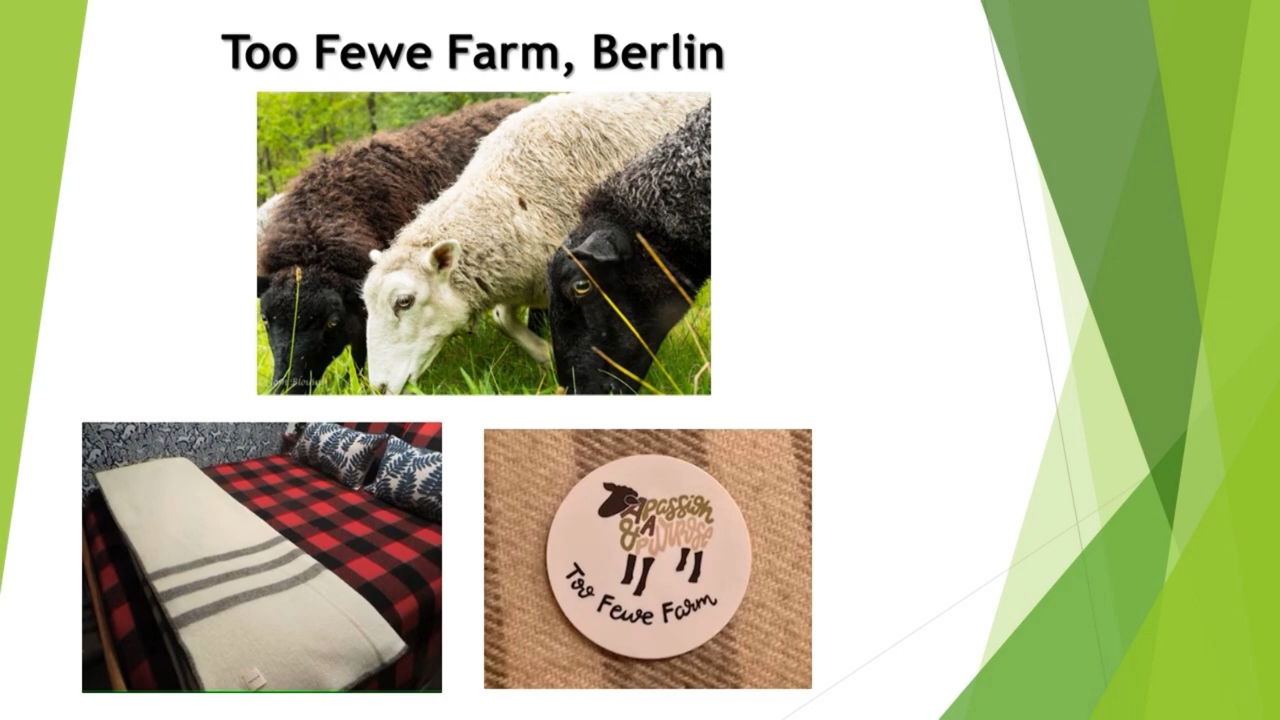 Too Fewe Farm, Berlin
A passion
& A purpose
Too Fewe Farm